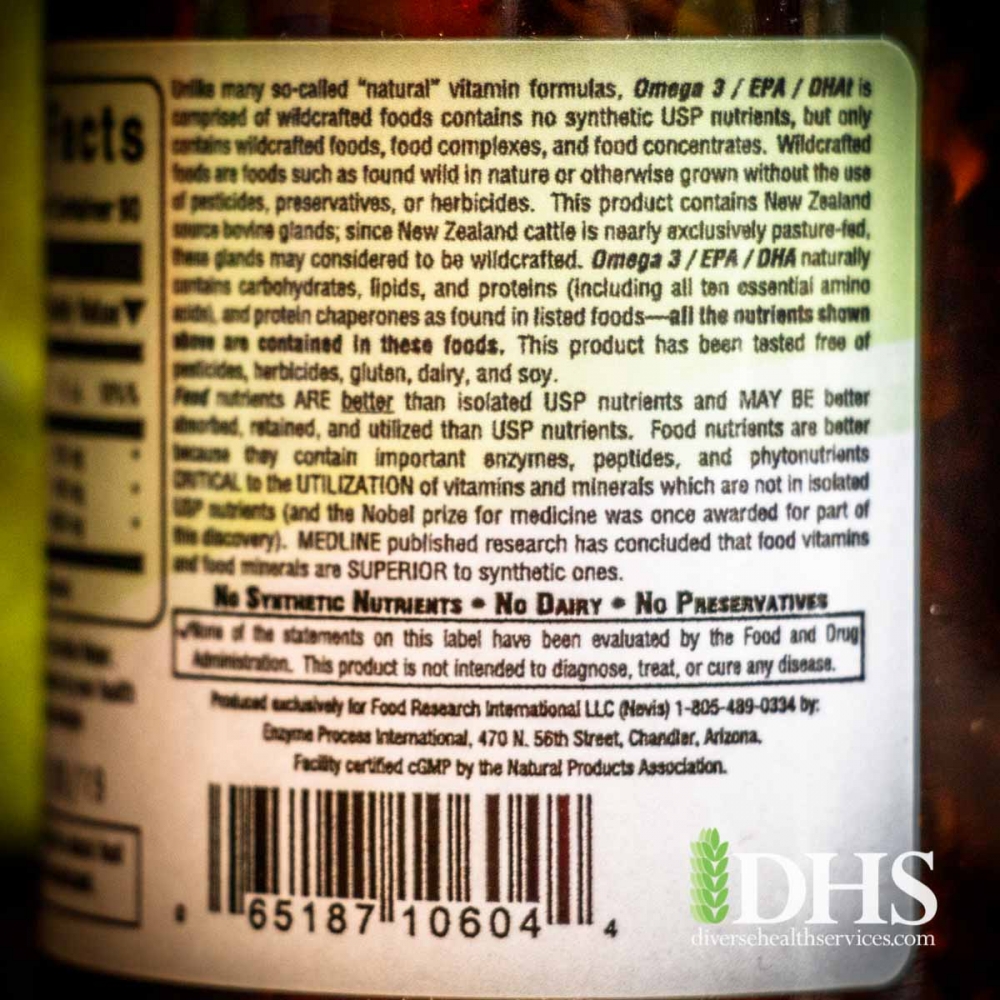 Facts
Container 90
Value▼
Unlike many so-called "natural" vitamin formulas, Omega 3 / EPA / DHAt is
comprised of wildcrafted foods contains no synthetic USP nutrients, but only
contains wildcrafted foods, food complexes, and food concentrates. Wildcrafted
foods are foods such as found wild in nature or otherwise grown without the use
of pesticides, preservatives, or herbicides. This product contains New Zealand
source bovine glands; since New Zealand cattle is nearly exclusively pasture-fed,
these glands may considered to be wildcrafted. Omega 3 / EPA / DHA naturally
contains carbohydrates, lipids, and proteins (including all ten essential amino
acids), and protein chaperones as found in listed foods—all the nutrients shown
above are contained in these foods. This product has been tested free of
pesticides, herbicides, gluten, dairy, and soy.
Food nutrients ARE better than isolated USP nutrients and MAY BE better
absorbed, retained, and utilized than USP nutrients. Food nutrients are better
because they contain important enzymes, peptides, and phytonutrients
CRITICAL to the UTILIZATION of vitamins and minerals which are not in isolated
USP nutrients (and the Nobel prize for medicine was once awarded for part of
this discovery). MEDLINE published research has concluded that food vitamins
and food minerals are SUPERIOR to synthetic ones.
No Syntthetic Nutrients • No Dairy • No Preservatives
✓None of the statements on this label have been evaluated by the Food and Drug
Administration. This product is not intended to diagnose, treat, or cure any disease.
Produced exclusively for Food Research International LLC (Nevis) 1-805-489-0334 by:
Enzyme Process International, 470 N. 56th Street, Chandler, Arizona.
Facility certified cGMP by the Natural Products Association.
0 65187 10604 4
DHS
diversehealthservices.com